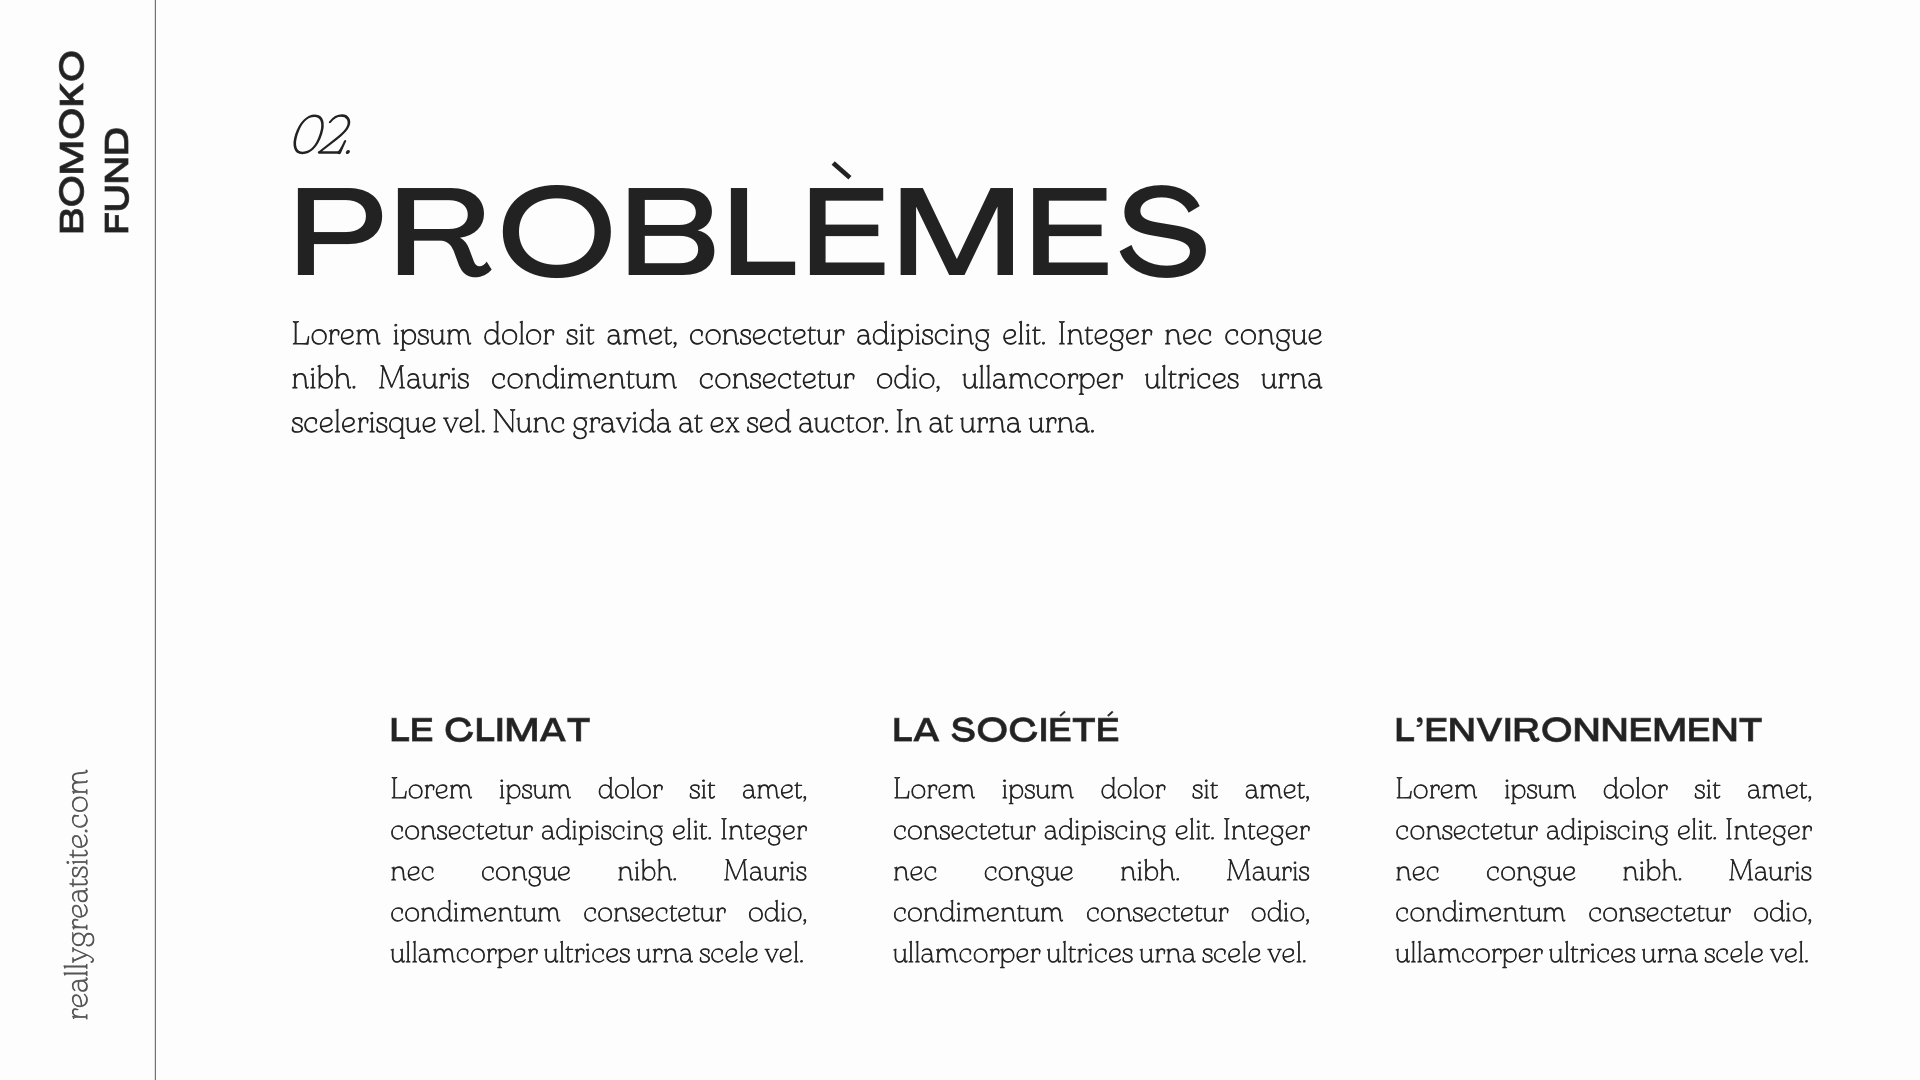 BOMOKO
FUND
reallygreatsite.com
02.
PROBLÈMES
Lorem ipsum dolor sit amet, consectetur adipiscing elit. Integer nec congue
nibh. Mauris condimentum consectetur odio, ullamcorper ultrices urna
scelerisque vel. Nunc gravida at ex sed auctor. In at urna urna.
LE CLIMAT
Lorem ipsum dolor sit amet,
consectetur adipiscing elit. Integer
nec congue nibh. Mauris
condimentum consectetur odio,
ullamcorper ultrices urna scele vel.
LA SOCIÉTÉ
Lorem ipsum dolor sit amet,
consectetur adipiscing elit. Integer
nec congue nibh. Mauris
condimentum consectetur odio,
ullamcorper ultrices urna scele vel.
L’ENVIRONNEMENT
Lorem ipsum dolor sit amet,
consectetur adipiscing elit. Integer
nec congue nibh. Mauris
condimentum consectetur odio,
ullamcorper ultrices urna scele vel.